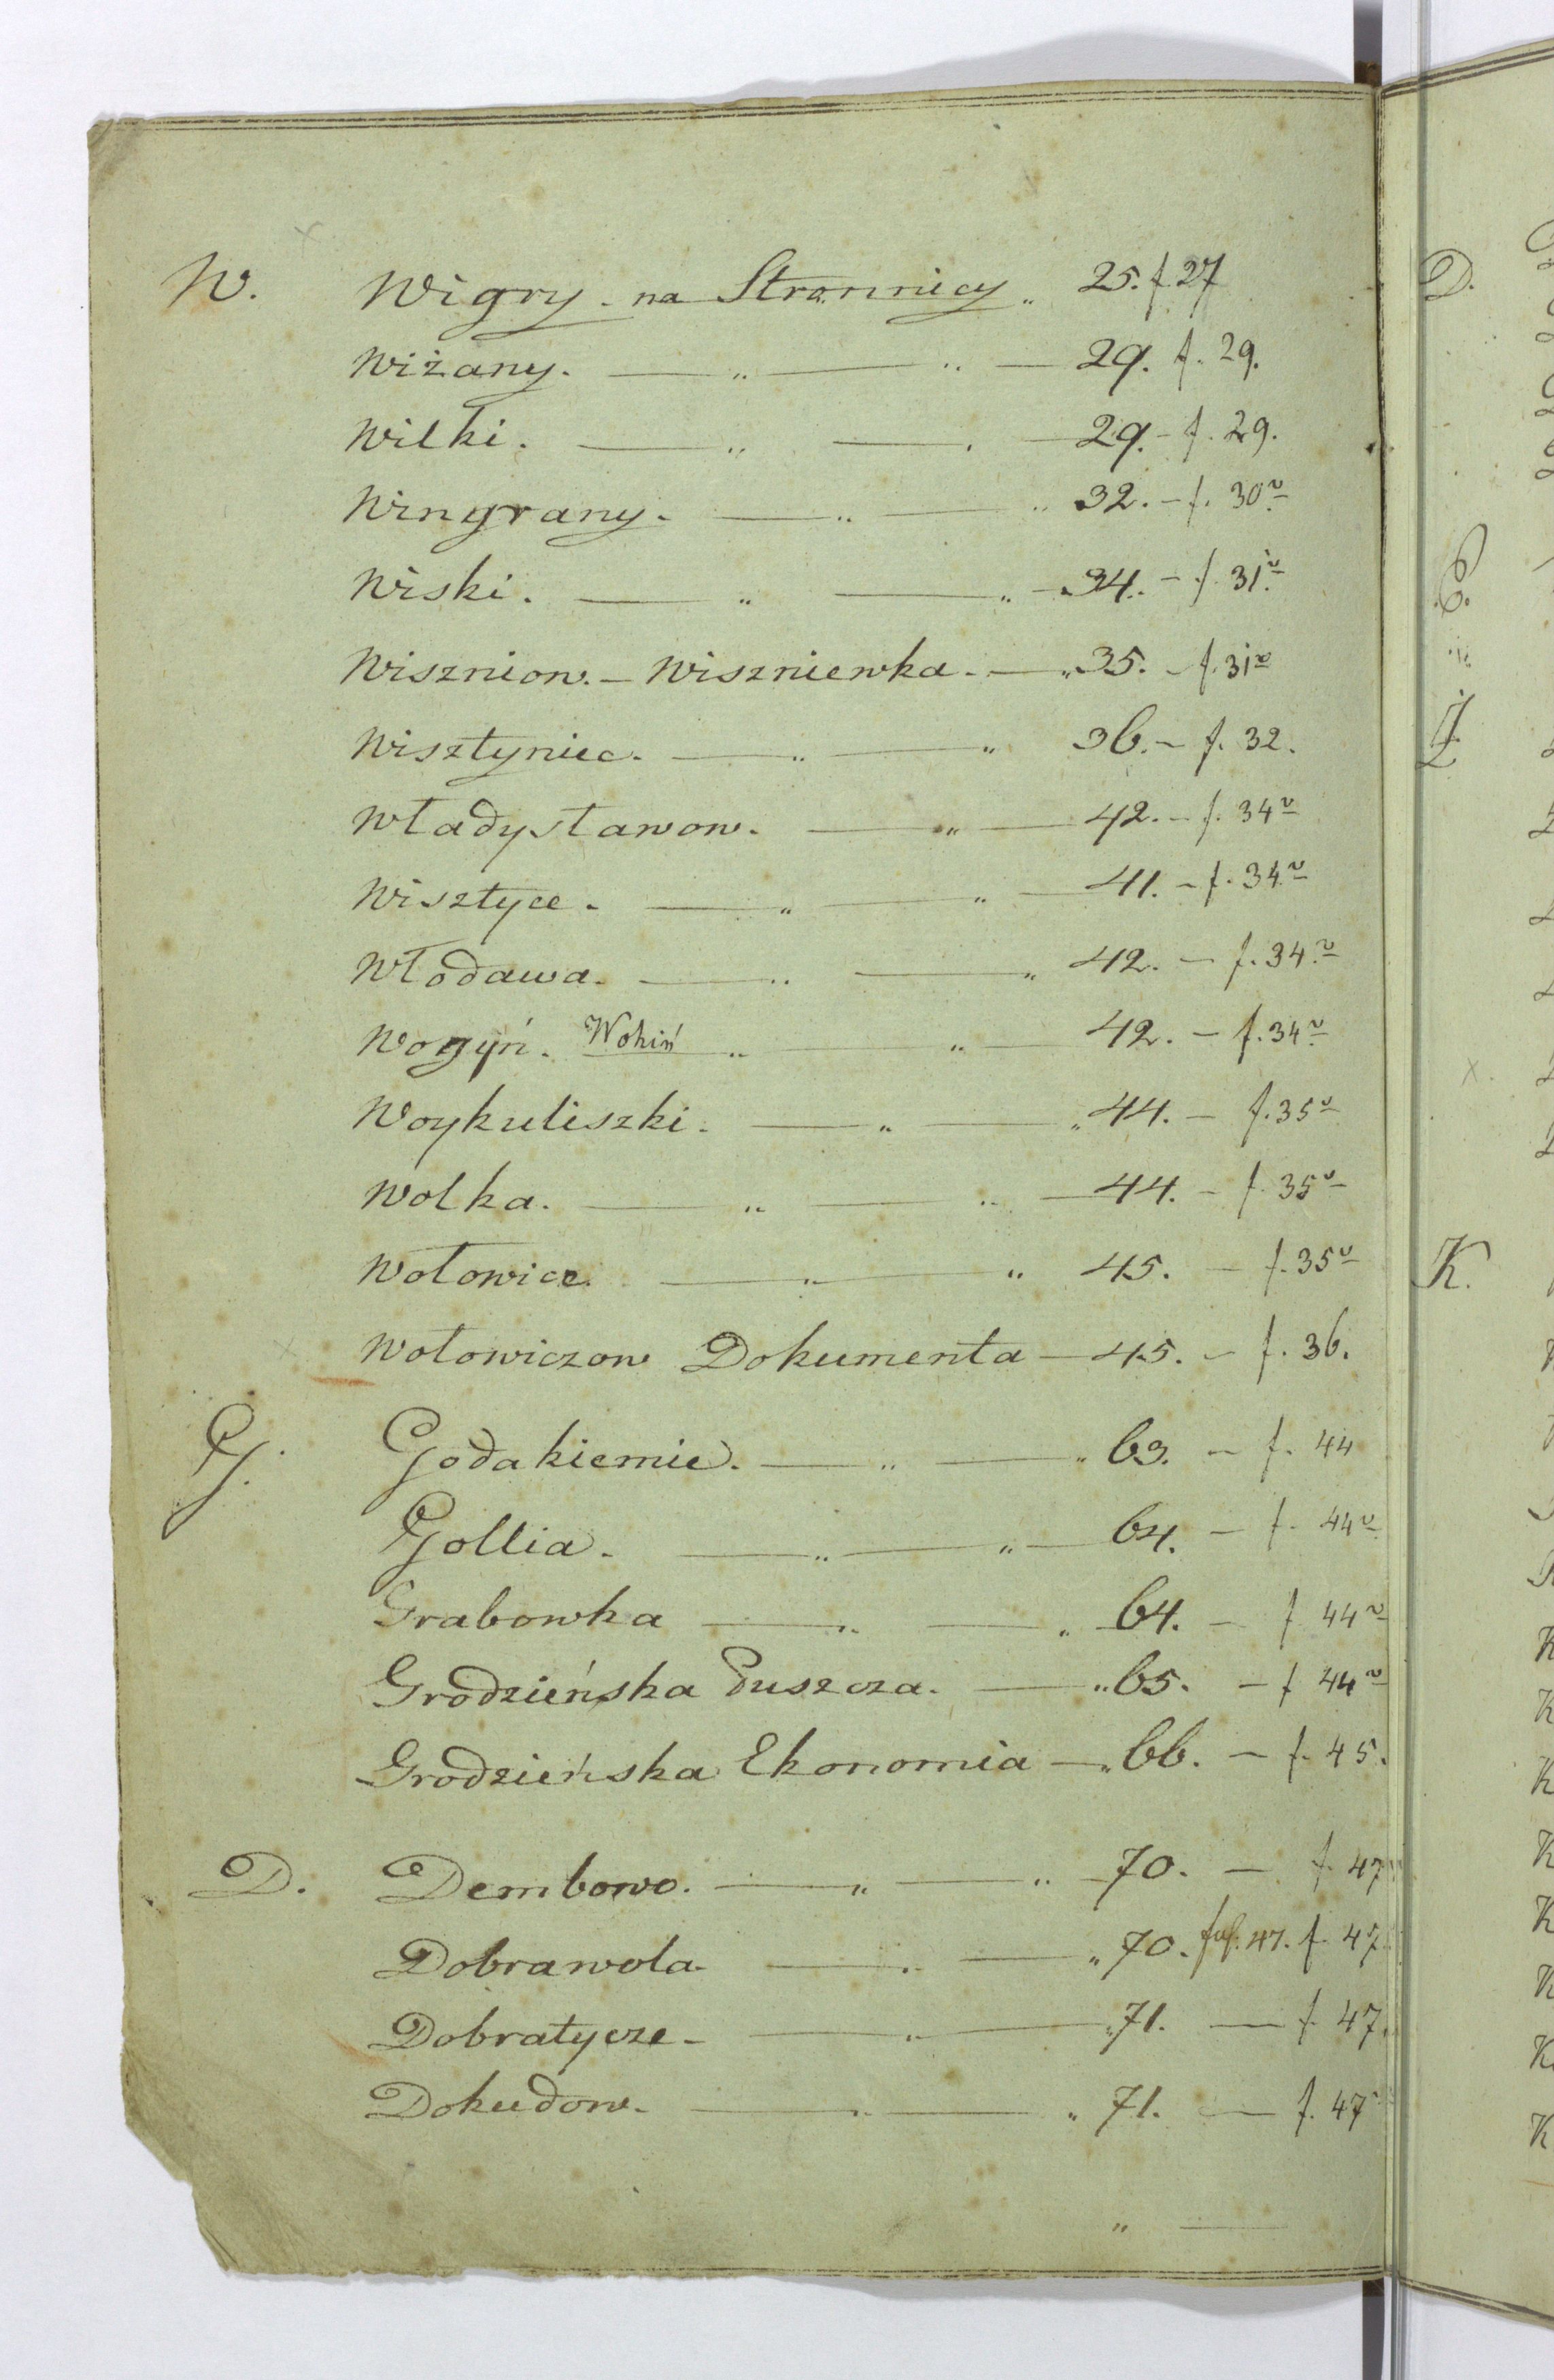 W. Wigry - na Stronnicy „ 25. f 27
Wiżany. — „ — „ — 29. f. 29.
Wilki. — „ — . — 29. - f. 29.
Wingrany. — „ — „ 32. - f. 30v
Wiski. — „ — „ - 34. - f. 31v
Wiszniow. - Wiszniewka. — „ 35. - f. 31v
Wisztyniec. — „ — „ 36. - f. 32.
Władysławow. — „ — 42. - f. 34v
Wisztyce. — „ — „ — 41. - f. 34v
Włodawa. — „ — „ 42. - f. 34v
Wogyń. Wohiń „ — „ — 42. - f. 34v
Woykuliszki. — „ — „ 44. - f. 35v
Wolka. — „ — „ — 44. - f. 35v
Wołowice. — „ — „ 45. - f. 35v
Wołowiczow Dokumenta — 45. - f. 36.
G. Godakiemie. — „ — „ 63. - f. 44
Gollia. — „ — „ — 64. - f. 44v
Grabowka — „ — „ 64. - f 44v
Grodzieńska Puszcza. — „ 65. - f 44v
Grodzieńska Ekonomia — „ 66. - f. 45.
D. Dembowo. — „ — „ — 70. — f. 47
Dobrawola. — „ — „ 70. fol. 47. f. 47
Dobratycze - — „ — „ 71. — f. 47.
Dokudow. — „ — „ 71. — f. 47
„ —
D.
E.
J.
K.